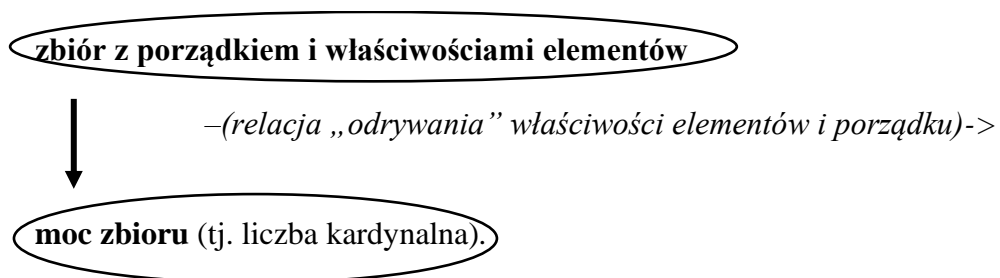 zbiór z porządkiem i właściwościami elementów
–(relacja „odrywania” właściwości elementów i porządku)->
moc zbioru (tj. liczba kardynalna).